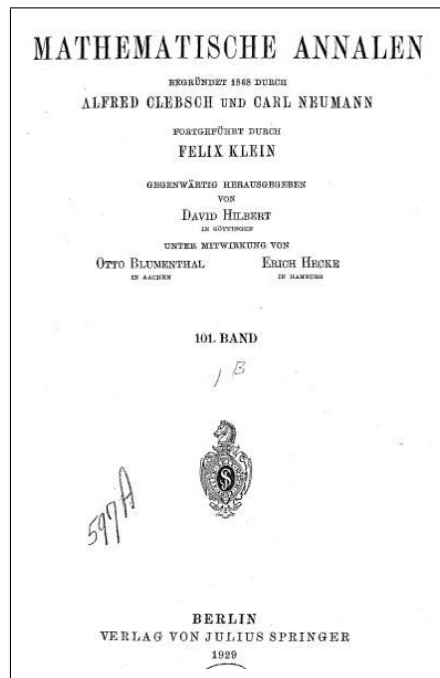 MATHEMATISCHE ANNALEN
BEGRÜNDET 1868 DURCH
ALFRED CLEBSCH UND CARL NEUMANN
FORTGEFÜHRT DURCH
FELIX KLEIN
GEGENWÄRTIG HERAUSGEGEBEN
VON
DAVID HILBERT
IN GÖTTINGEN
UNTER MITWIRKUNG VON
OTTO BLUMENTHAL ERICH HECKE
IN AACHEN IN HAMBURG
101. BAND
1 B
597A
BERLIN
VERLAG VON JULIUS SPRINGER
1929